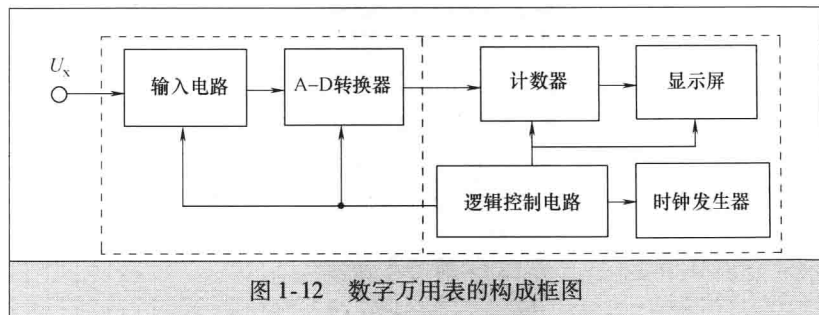 Ux
输入电路
A-D转换器
计数器
显示屏
逻辑控制电路
时钟发生器
图1-12 数字万用表的构成框图